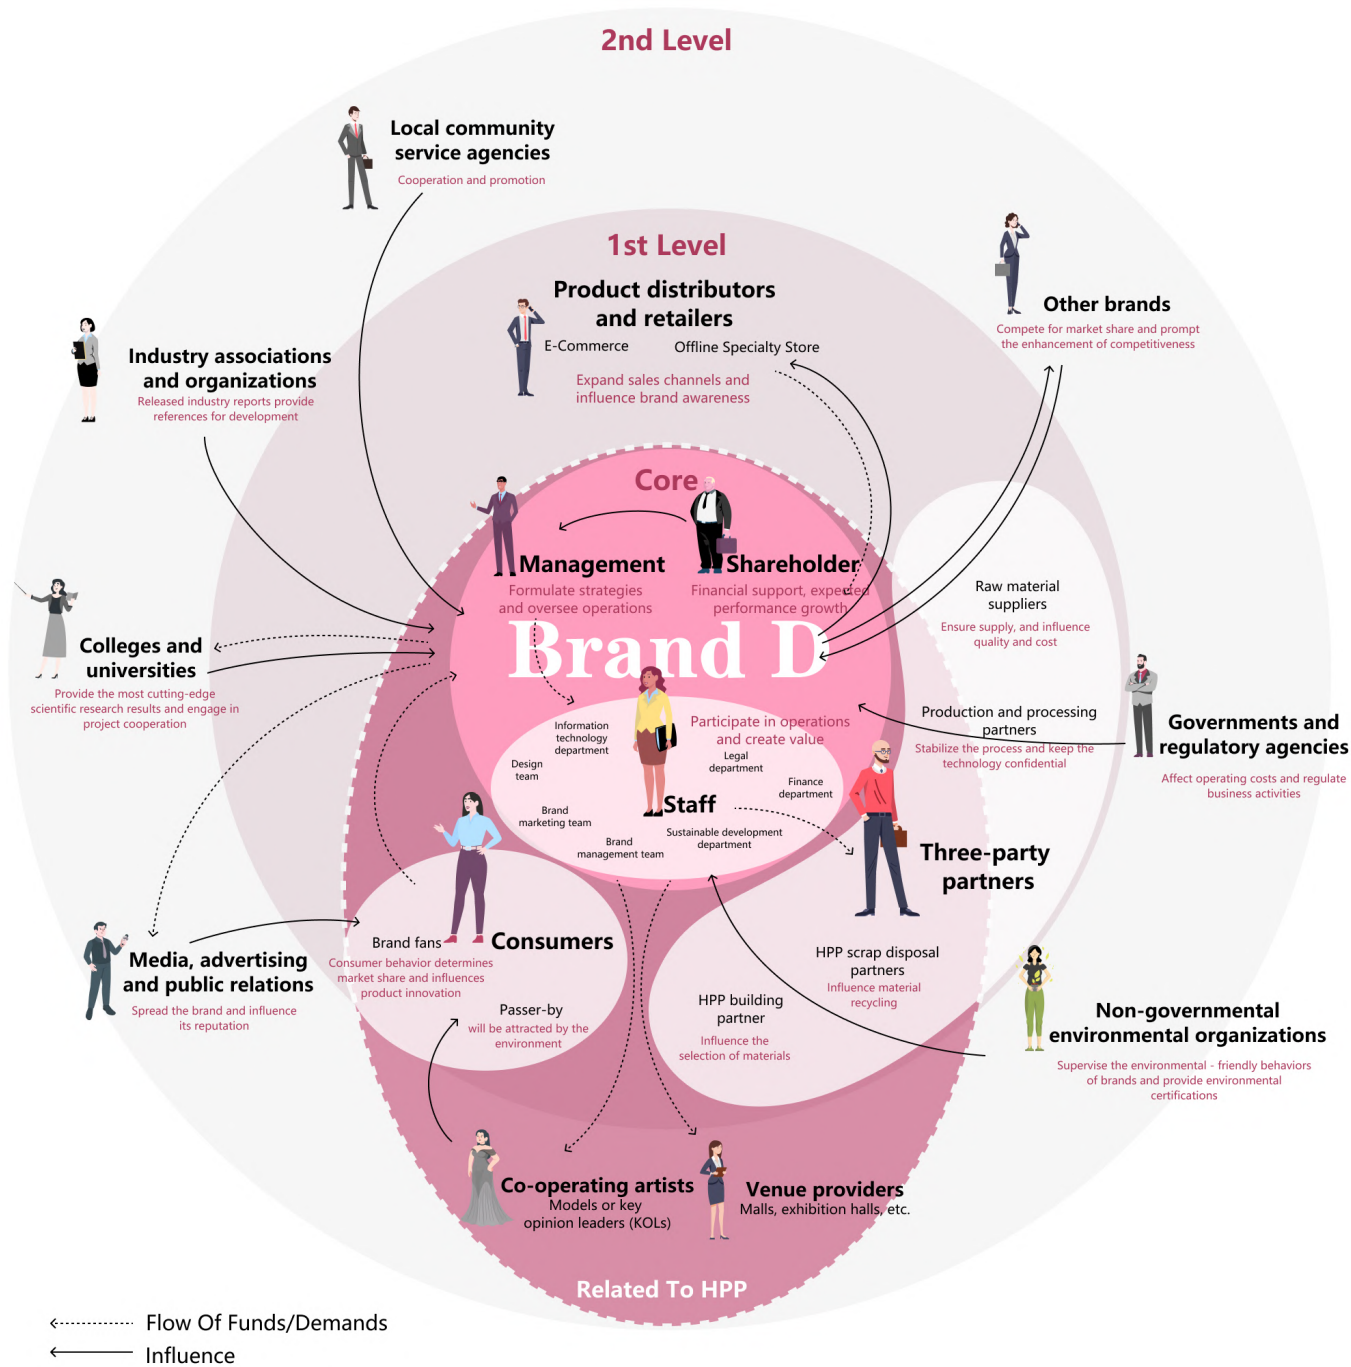 2nd Level
Local community
service agencies
Cooperation and promotion
1st Level
Product distributors
and retailers
E-Commerce
Offline Specialty Store
Expand sales channels and
influence brand awareness
Other brands
Compete for market share and prompt
the enhancement of competitiveness
Industry associations
and organizations
Released industry reports provide
references for development
Core
Management
Formulate strategies
and oversee operations
Shareholder
Financial support, expected
performance growth
Brand D
Raw material
suppliers
Ensure supply, and influence
quality and cost
Colleges and
universities
Provide the most cutting-edge
scientific research results and engage in
project cooperation
Production and processing
partners
Stabilize the process and keep the
technology confidential
Governments and
regulatory agencies
Affect operating costs and regulate
business activities
Participate in operations
and create value
Information
technology
department
Legal
department
Design
team
Finance
department
Staff
Brand
marketing team
Sustainable development
department
Brand
management team
Three-party
partners
Brand fans
Consumers
Consumer behavior determines
market share and influences
product innovation
Passer-by
will be attracted by the
environment
Media, advertising
and public relations
Spread the brand and influence
its reputation
HPP scrap disposal
partners
Influence material
recycling
HPP building
partner
Influence the
selection of materials
Non-governmental
environmental organizations
Supervise the environmental - friendly behaviors
of brands and provide environmental
certifications
Co-operating artists
Models or key
opinion leaders (KOLs)
Venue providers
Malls, exhibition halls, etc.
Related To HPP
Flow Of Funds/Demands
Influence